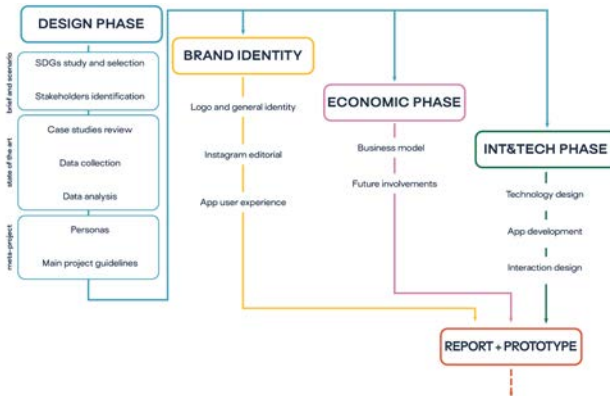 DESIGN PHASE
brief and scenario
SDGs study and selection
Stakeholders identification
state of the art
Case studies review
Data collection
Data analysis
meta-project
Personas
Main project guidelines
BRAND IDENTITY
Logo and general identity
Instagram editorial
App user experience
ECONOMIC PHASE
Business model
Future involvements
INT&TECH PHASE
Technology design
App development
Interaction design
REPORT + PROTOTYPE